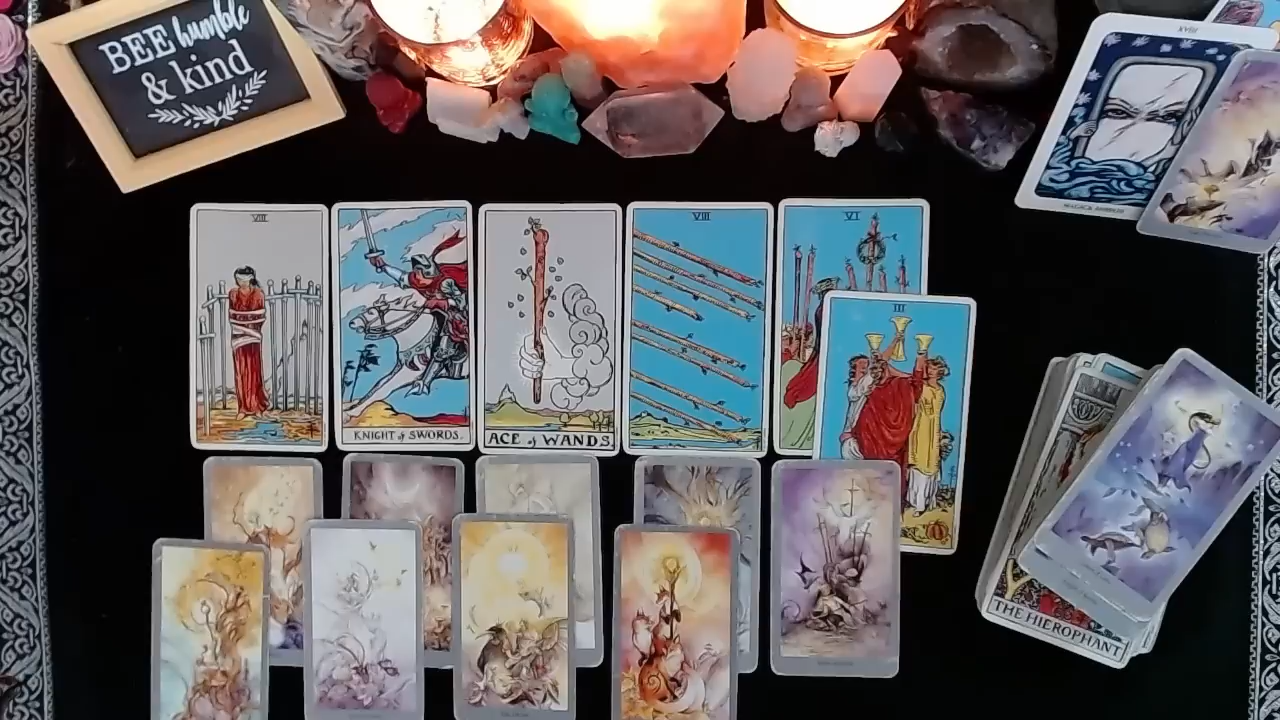 BEE humble
& kind
XVIII
VIII
KNIGHT of SWORDS.
ACE of WANDS.
VIII
VI
III
THE HIEROPHANT